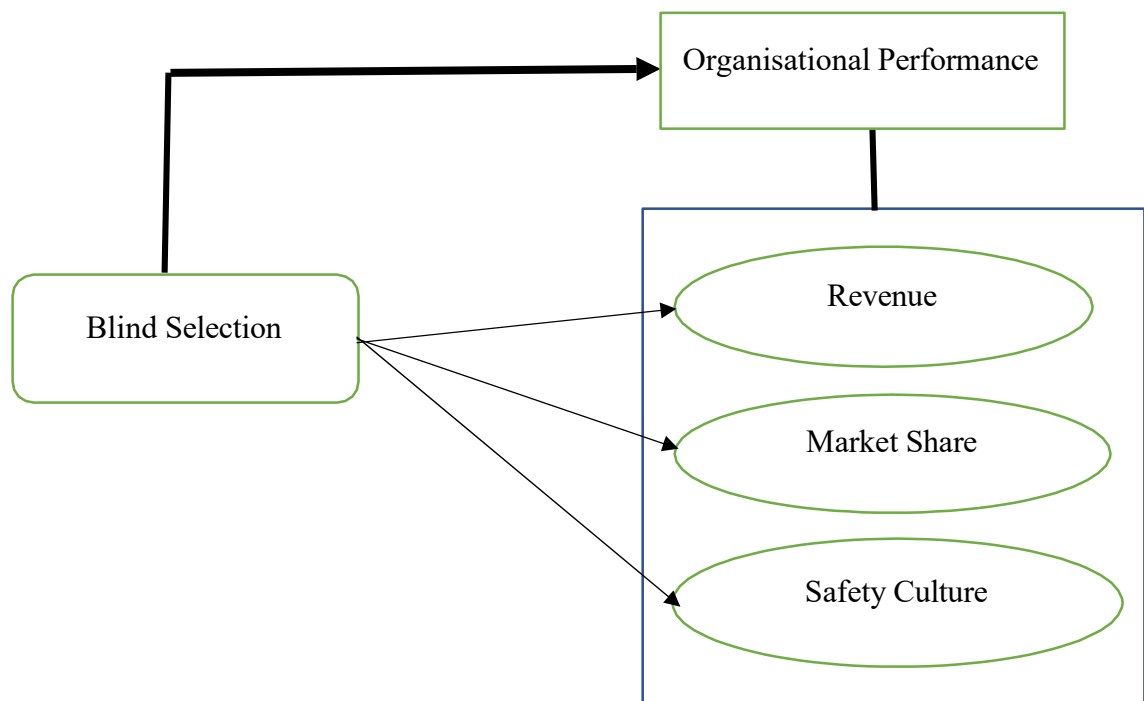 Organisational Performance
Blind Selection
Revenue
Market Share
Safety Culture